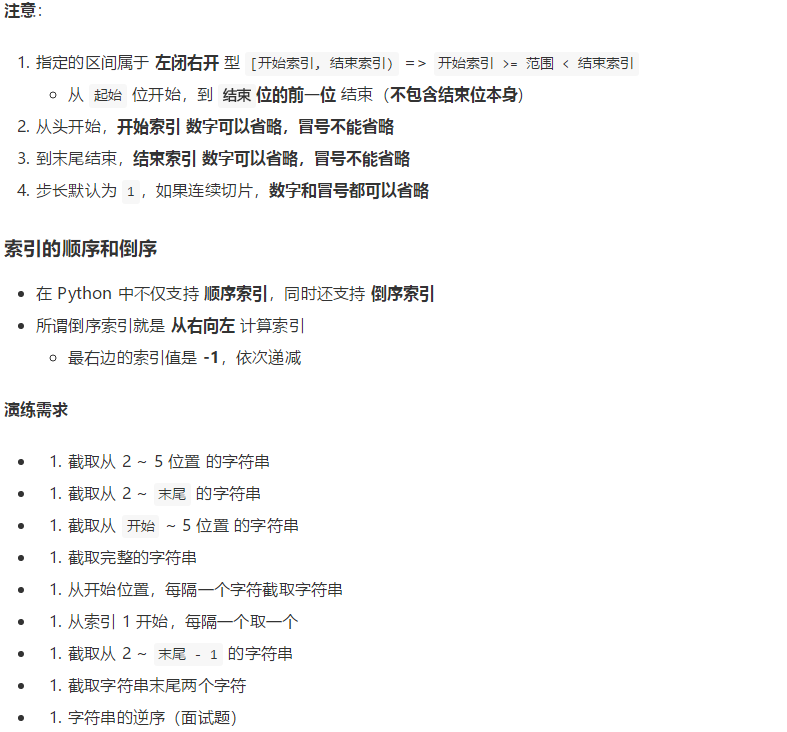 注意:
1. 指定的区间属于 左闭右开 型 [开始索引, 结束索引) => 开始索引 >= 范围 < 结束索引
从 起始 位开始，到 结束位的前一位 结束（不包含结束位本身）
2. 从头开始，开始索引 数字可以省略，冒号不能省略
3. 到末尾结束，结束索引 数字可以省略，冒号不能省略
4. 步长默认为 1，如果连续切片，数字和冒号都可以省略
索引的顺序和倒序
• 在 Python 中不仅支持 顺序索引，同时还支持 倒序索引
• 所谓倒序索引就是 从右向左 计算索引
最右边的索引值是 -1，依次递减
演练需求
• 1. 截取从 2 ~ 5 位置 的字符串
• 1. 截取从 2 ~ 末尾 的字符串
• 1. 截取从 开始 ~ 5 位置 的字符串
• 1. 截取完整的字符串
• 1. 从开始位置，每隔一个字符截取字符串
• 1. 从索引 1 开始，每隔一个取一个
• 1. 截取从 2 ~ 末尾 - 1 的字符串
• 1. 截取字符串末尾两个字符
• 1. 字符串的逆序（面试题）